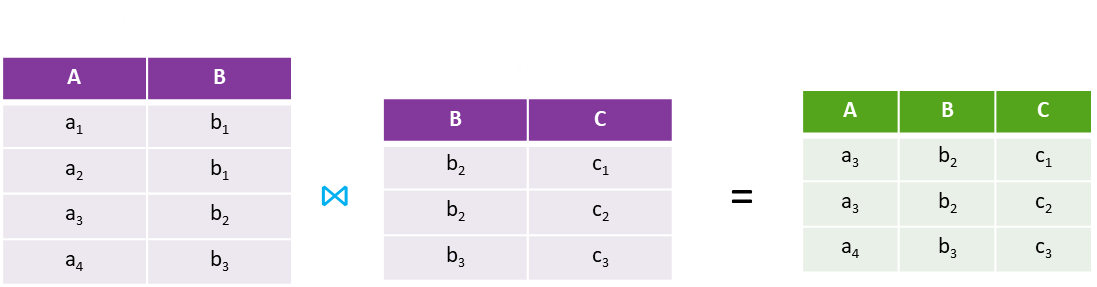 A B
a₁ b₁
a₂ b₁
a₃ b₂
a₄ b₃
⋈
B C
b₂ c₁
b₂ c₂
b₃ c₃
=
A B C
a₃ b₂ c₁
a₃ b₂ c₂
a₄ b₃ c₃